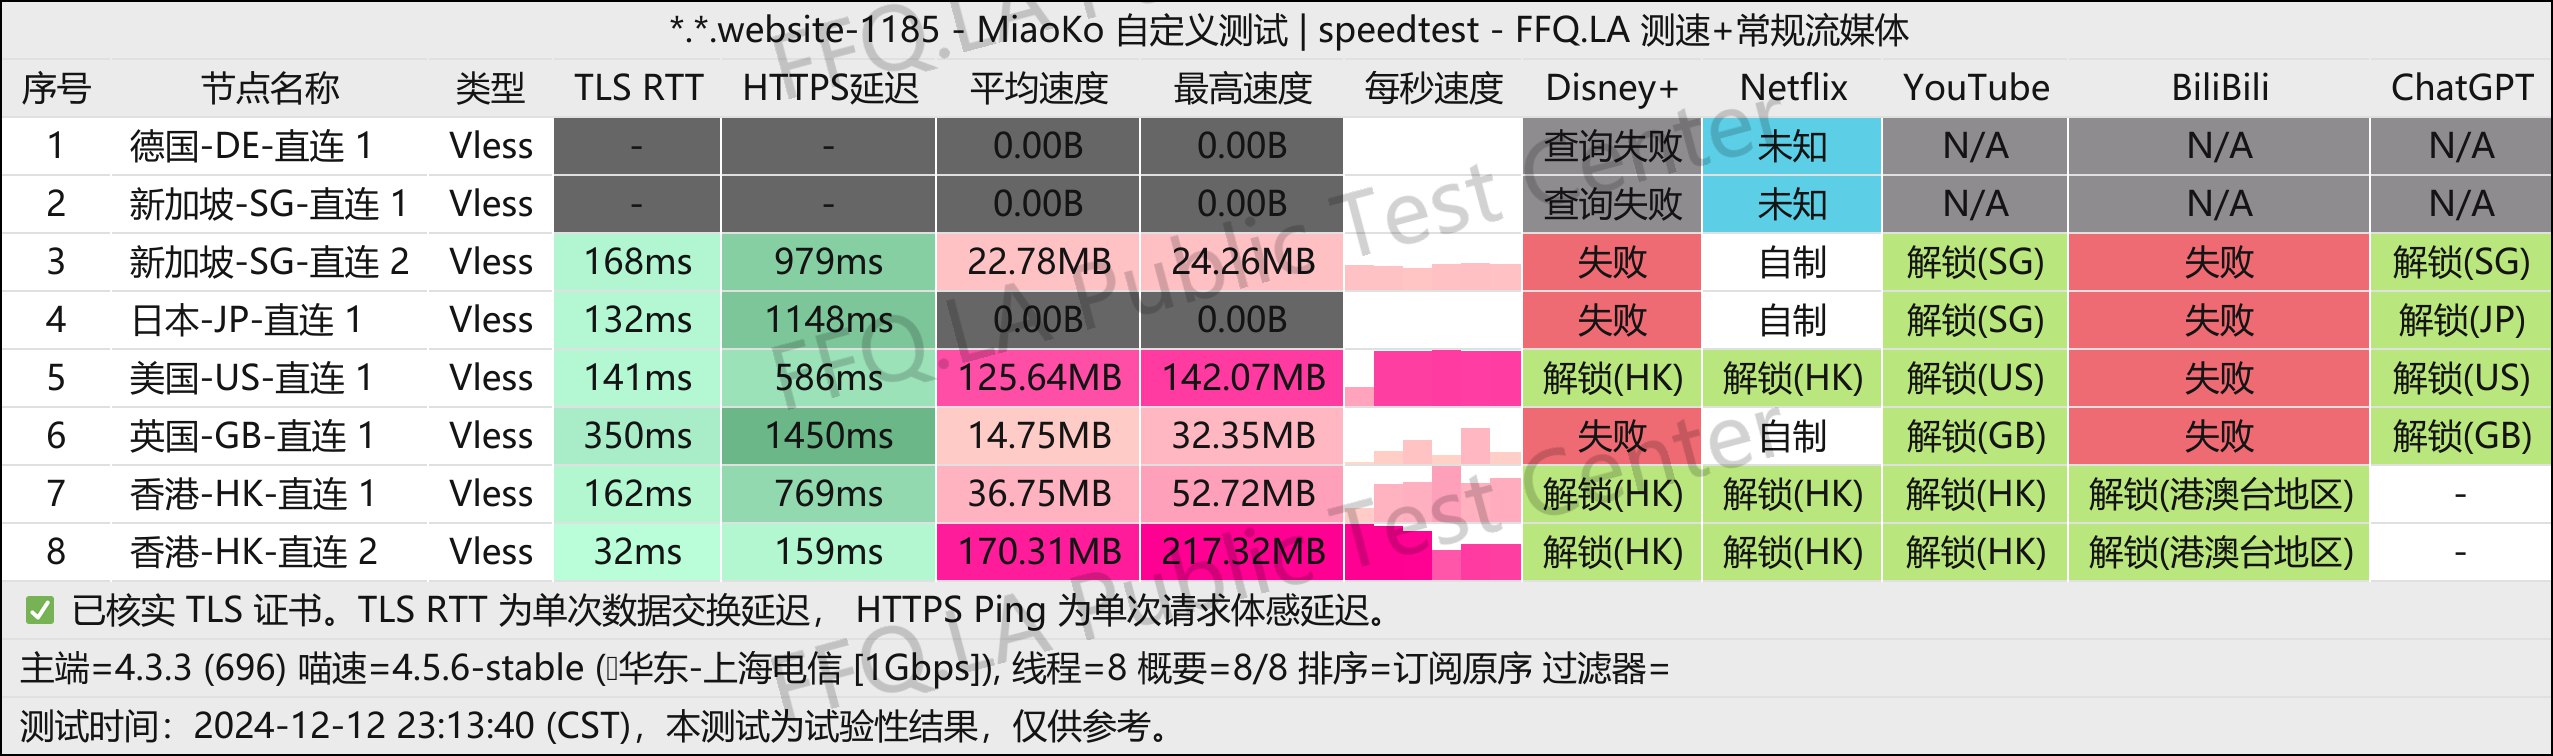 *.*.website-1185 - MiaoKo 自定义测试 | speedtest - FFQ.LA 测速+常规流媒体
序号 节点名称 类型 TLS RTT HTTPS延迟 平均速度 最高速度 每秒速度 Disney+ Netflix YouTube BiliBili ChatGPT
1 德国-DE-直连 1 Vless - - 0.00B 0.00B 查询失败 未知 N/A N/A N/A
2 新加坡-SG-直连 1 Vless - - 0.00B 0.00B 查询失败 未知 N/A N/A N/A
3 新加坡-SG-直连 2 Vless 168ms 979ms 22.78MB 24.26MB 失败 自制 解锁(SG) 失败 解锁(SG)
4 日本-JP-直连 1 Vless 132ms 1148ms 0.00B 0.00B 失败 自制 解锁(SG) 失败 解锁(JP)
5 美国-US-直连 1 Vless 141ms 586ms 125.64MB 142.07MB 解锁(HK) 解锁(HK) 解锁(US) 失败 解锁(US)
6 英国-GB-直连 1 Vless 350ms 1450ms 14.75MB 32.35MB 失败 自制 解锁(GB) 失败 解锁(GB)
7 香港-HK-直连 1 Vless 162ms 769ms 36.75MB 52.72MB 解锁(HK) 解锁(HK) 解锁(HK) 解锁(港澳台地区) -
8 香港-HK-直连 2 Vless 32ms 159ms 170.31MB 217.32MB 解锁(HK) 解锁(HK) 解锁(HK) 解锁(港澳台地区) -
✅ 已核实 TLS 证书。TLS RTT 为单次数据交换延迟， HTTPS Ping 为单次请求体感延迟。
主端=4.3.3 (696) 喵速=4.5.6-stable (华东-上海电信 [1Gbps]), 线程=8 概要=8/8 排序=订阅原序 过滤器=
测试时间：2024-12-12 23:13:40 (CST)，本测试为试验性结果，仅供参考。
FFQ.LA Public Test Center
FFQ.LA Public Test Center